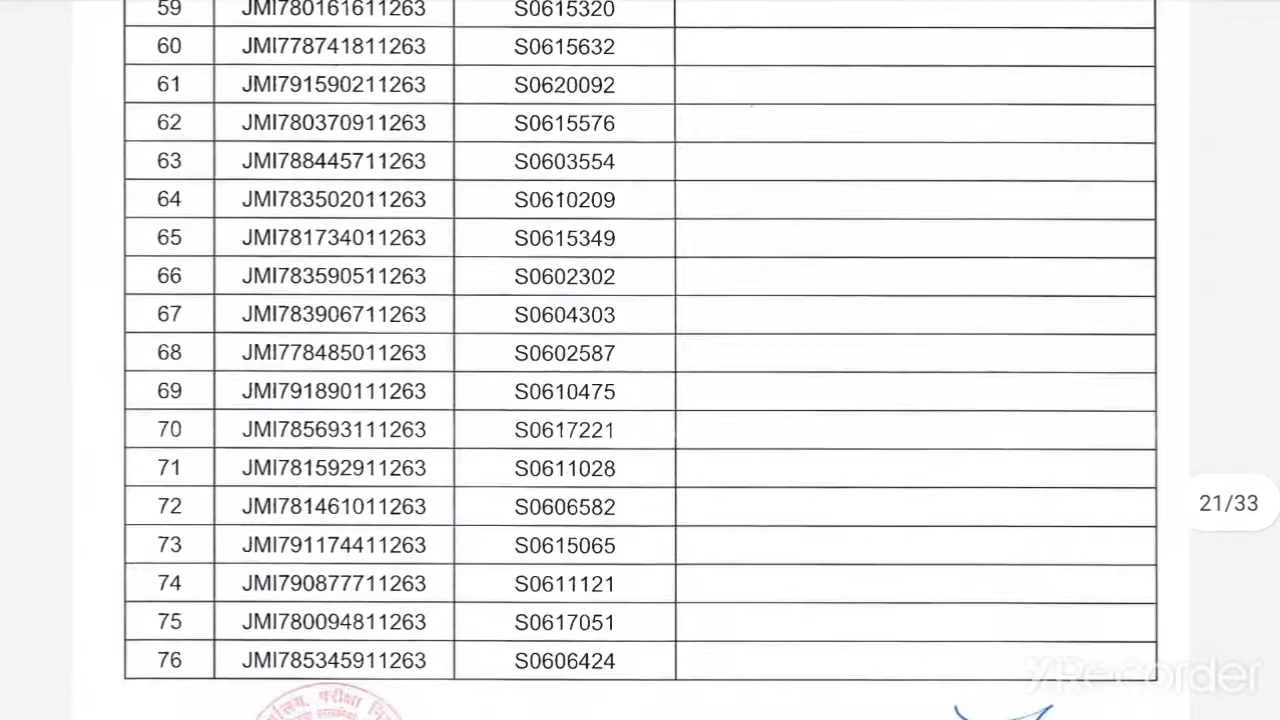 59 JMI780161611263 S0615320
60 JMI778741811263 S0615632
61 JMI791590211263 S0620092
62 JMI780370911263 S0615576
63 JMI788445711263 S0603554
64 JMI783502011263 S0610209
65 JMI781734011263 S0615349
66 JMI783590511263 S0602302
67 JMI783906711263 S0604303
68 JMI778485011263 S0602587
69 JMI791890111263 S0610475
70 JMI785693111263 S0617221
71 JMI781592911263 S0611028
72 JMI781461011263 S0606582
21/33
73 JMI791174411263 S0615065
74 JMI790877711263 S0611121
75 JMI780094811263 S0617051
76 JMI785345911263 S0606424
XRecorder
परीक्षा